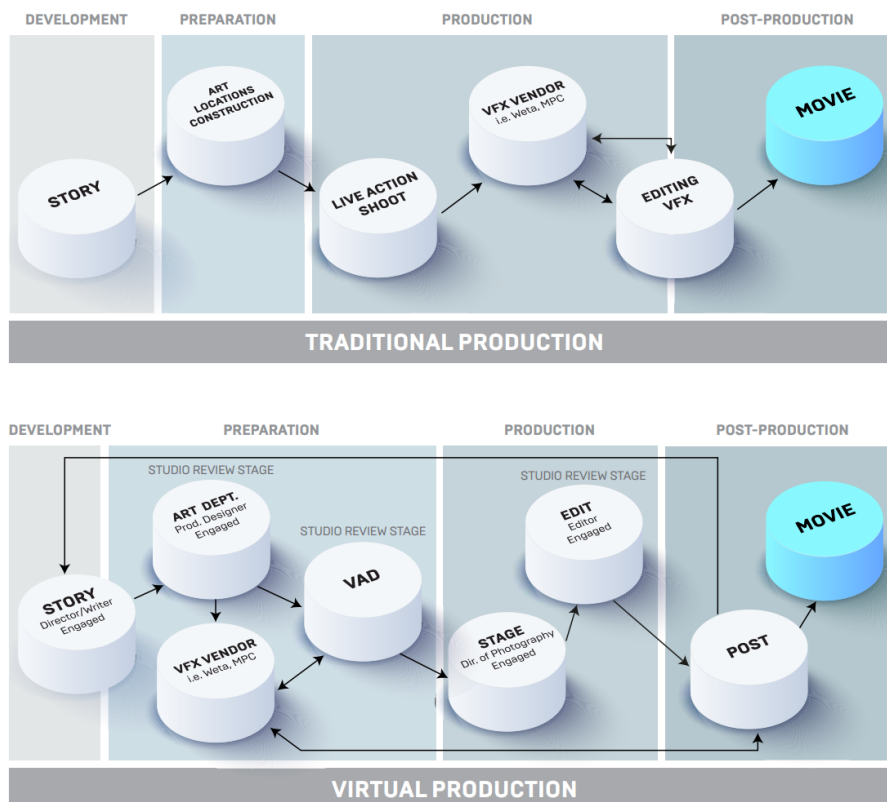 DEVELOPMENT
PREPARATION
PRODUCTION
POST-PRODUCTION
STORY
ART
LOCATIONS
CONSTRUCTION
LIVE ACTION
SHOOT
VFX VENDOR
i.e. Weta, MPC
EDITING
VFX
MOVIE
TRADITIONAL PRODUCTION
DEVELOPMENT
PREPARATION
PRODUCTION
POST-PRODUCTION
STORY
Director/Writer
Engaged
STUDIO REVIEW STAGE
ART DEPT.
Prod. Designer
Engaged
VFX VENDOR
i.e. Weta, MPC
STUDIO REVIEW STAGE
VAD
STAGE
Dir. of Photography
Engaged
STUDIO REVIEW STAGE
EDIT
Editor
Engaged
POST
MOVIE
VIRTUAL PRODUCTION